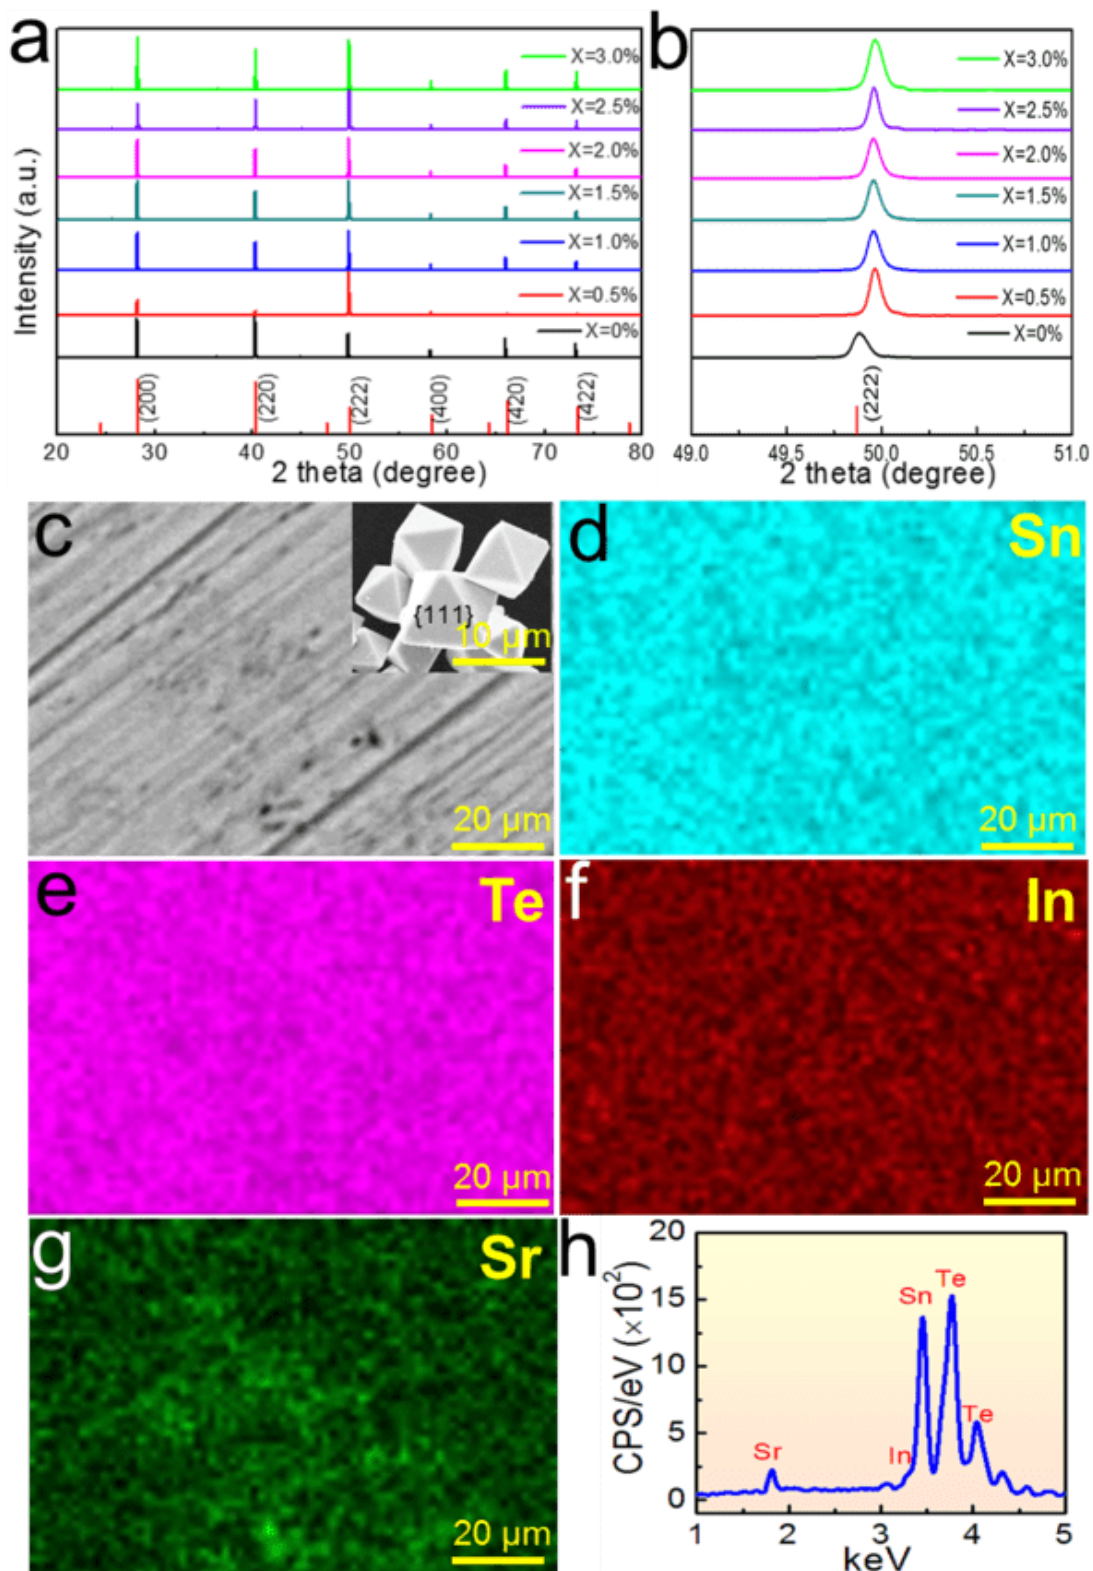 a
X=3.0%
X=2.5%
X=2.0%
X=1.5%
X=1.0%
X=0.5%
X=0%
(200)
(220)
(222)
(400)
(420)
(422)
20 30 40 50 60 70 80
2 theta (degree)
Intensity (a.u.)
b
X=3.0%
X=2.5%
X=2.0%
X=1.5%
X=1.0%
X=0.5%
X=0%
(222)
49.0 49.5 50.0 50.5 51.0
2 theta (degree)
c
{111}
10 µm
20 µm
d
Sn
20 µm
e
Te
20 µm
f
In
20 µm
g
Sr
20 µm
h
20
15
10
5
0
CPS/eV (×10²)
Sr
In
Sn
Te
Te
1 2 3 4 5
keV